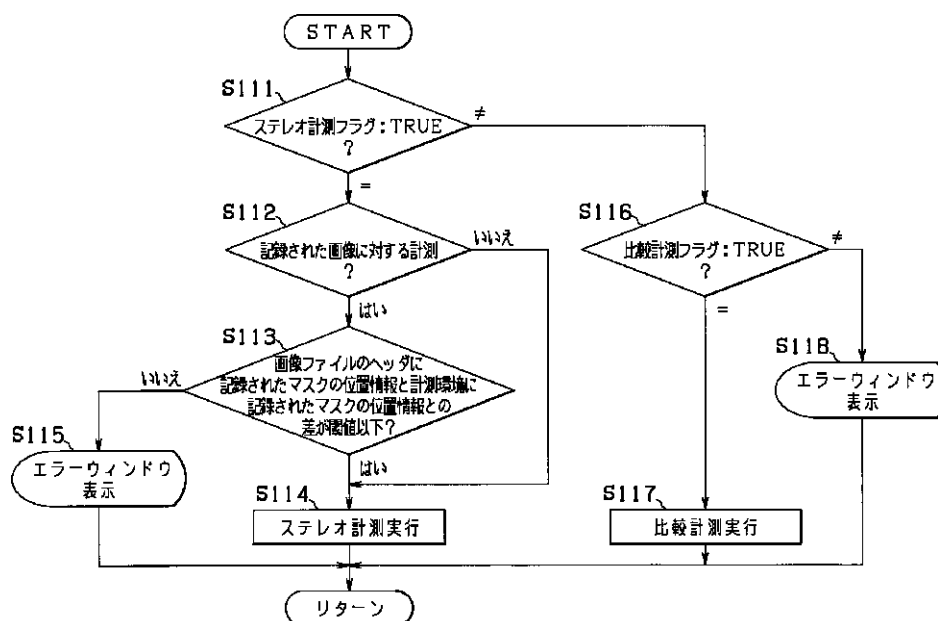 START
S111
ステレオ計測フラグ:TRUE
?
≠
=
S112
記録された画像に対する計測
?
いいえ
はい
S116
比較計測フラグ:TRUE
?
≠
=
S113
画像ファイルのヘッダに
記録されたマスクの位置情報と計測環境に
記録されたマスクの位置情報との
差が閾値以下?
いいえ
はい
S118
エラーウィンドウ
表示
S115
エラーウィンドウ
表示
S114
ステレオ計測実行
S117
比較計測実行
リターン